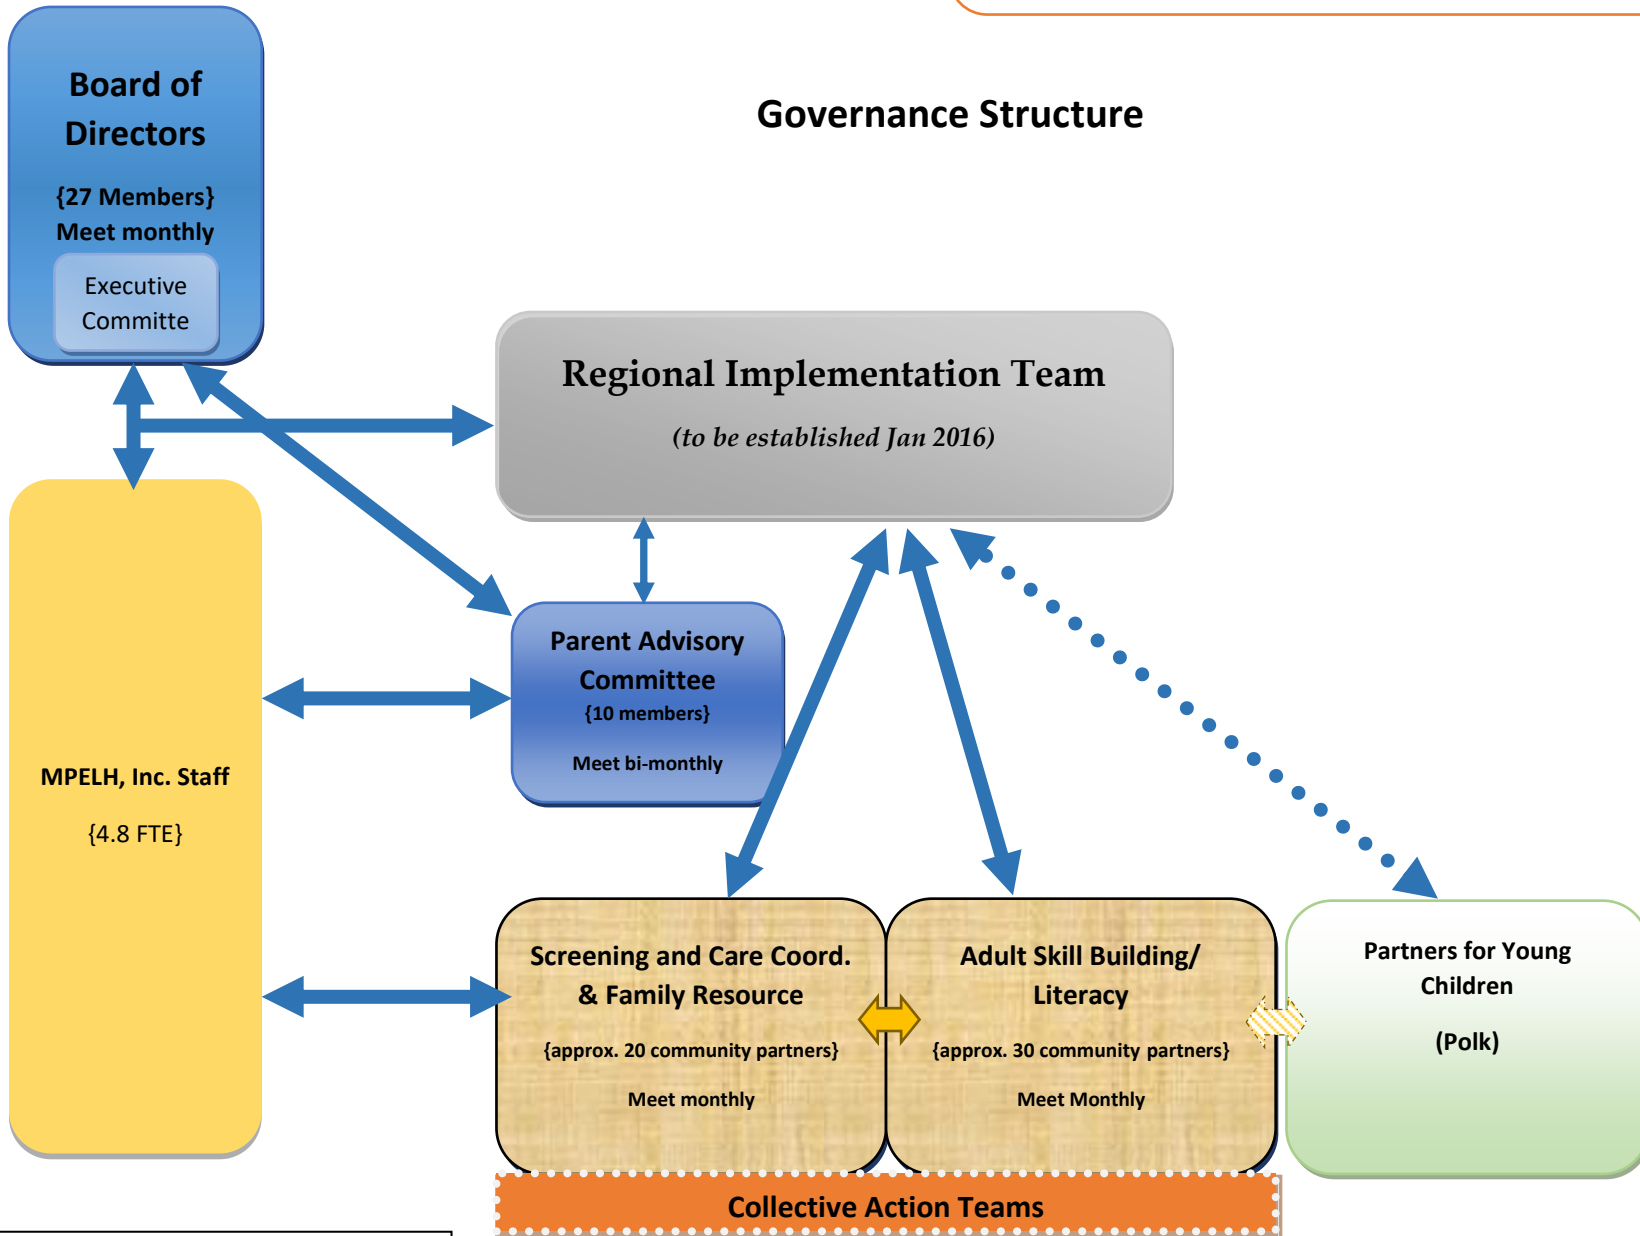 Governance Structure
Board of
Directors
{27 Members}
Meet monthly
Executive
Committe
Regional Implementation Team
(to be established Jan 2016)
Parent Advisory
Committee
{10 members}
Meet bi-monthly
MPELH, Inc. Staff
{4.8 FTE}
Screening and Care Coord.
& Family Resource
{approx. 20 community partners}
Meet monthly
Adult Skill Building/
Literacy
{approx. 30 community partners}
Meet Monthly
Partners for Young
Children
(Polk)
Collective Action Teams